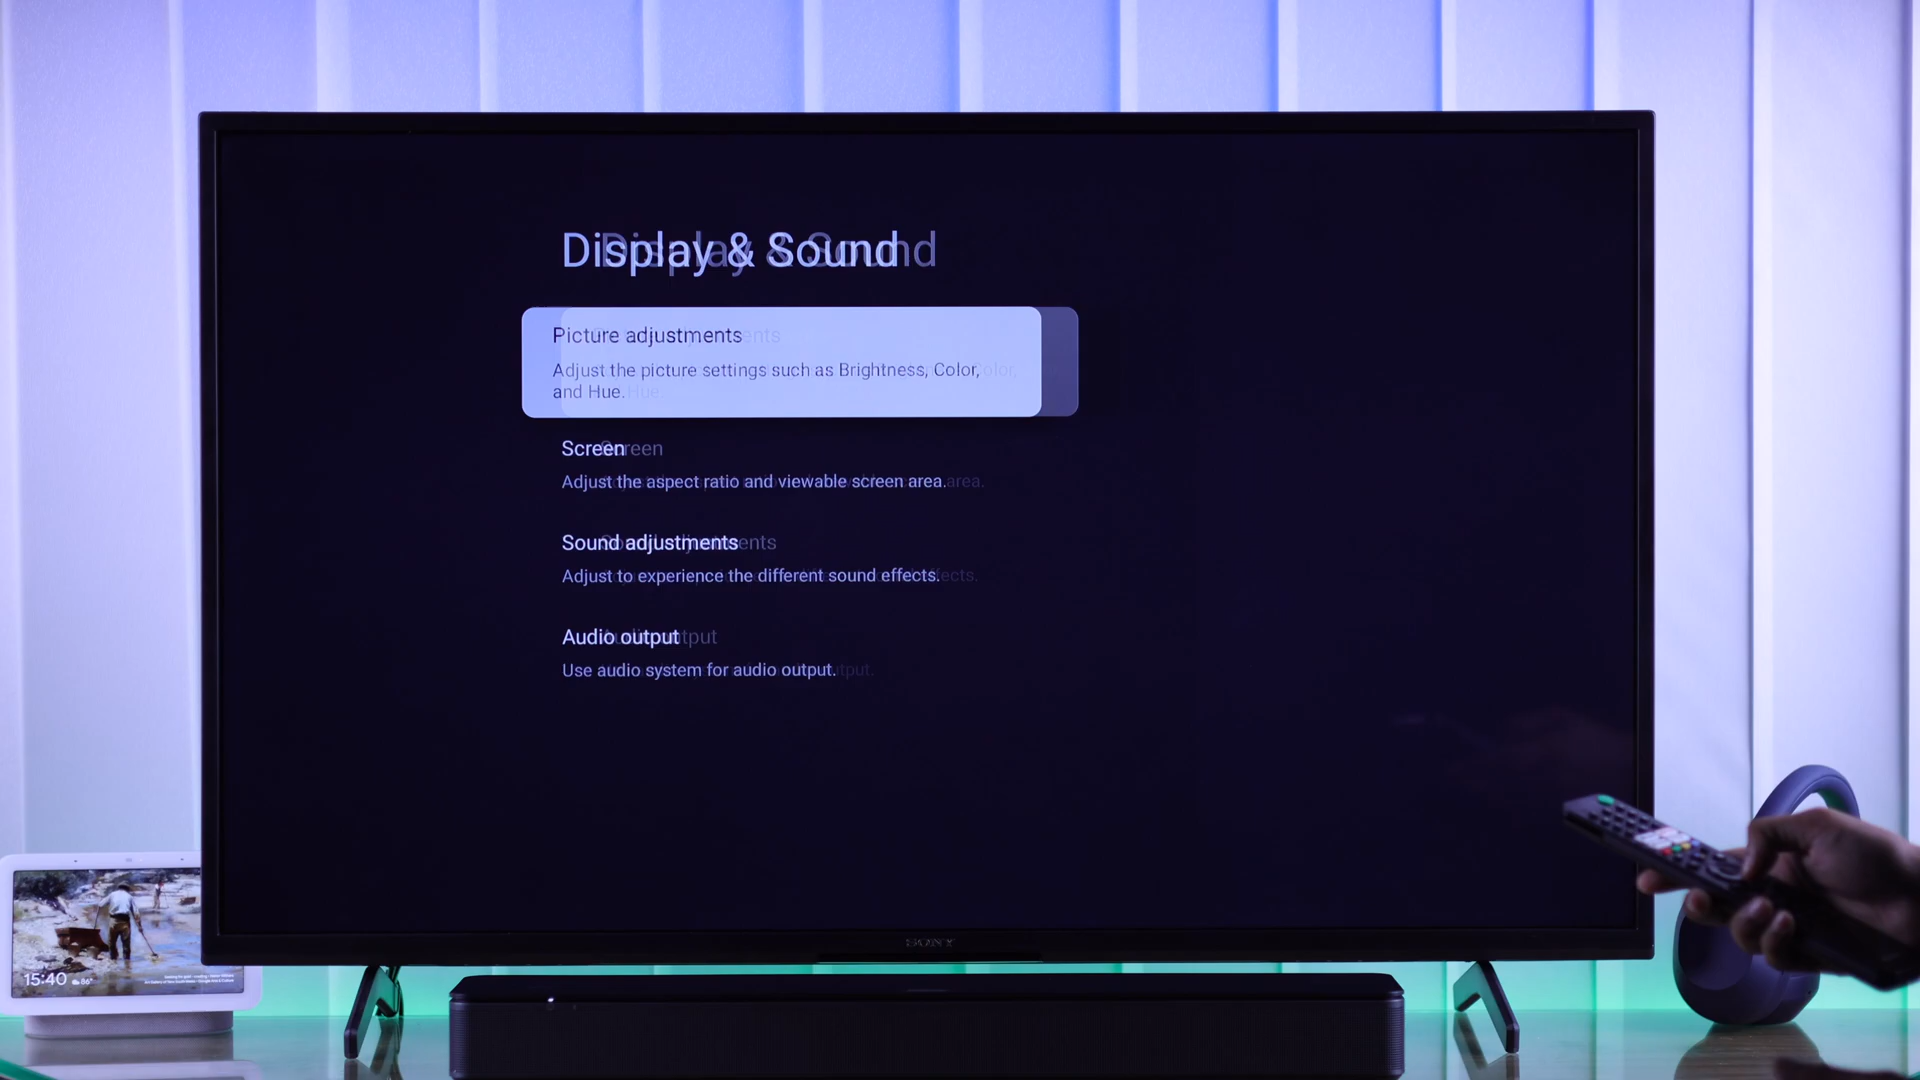 Display & Sound
Picture adjustments
Adjust the picture settings such as Brightness, Color,
and Hue.
Screen
Adjust the aspect ratio and viewable screen area.
Sound adjustments
Adjust to experience the different sound effects.
Audio output
Use audio system for audio output.
SONY
15:40
86°